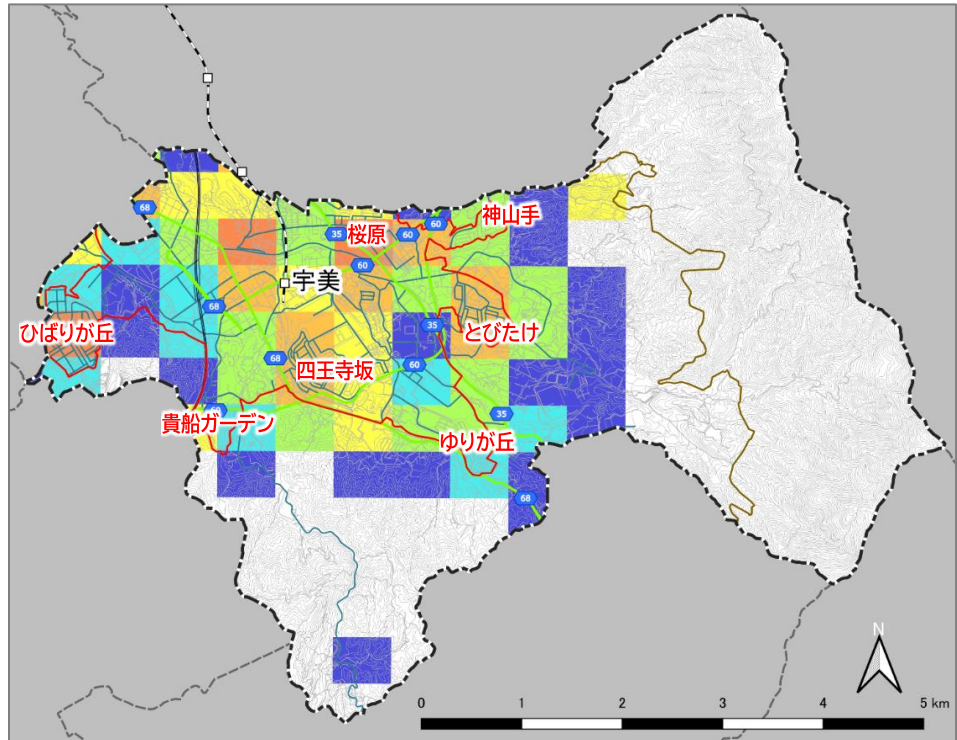 68
60
60
神山手
35
桜原
60
宇美
68
35
とびたけ
ひばりが丘
68
四王寺坂
60
貴船ガーデン
35
ゆりが丘
68
N
0
1
2
3
4
5 km